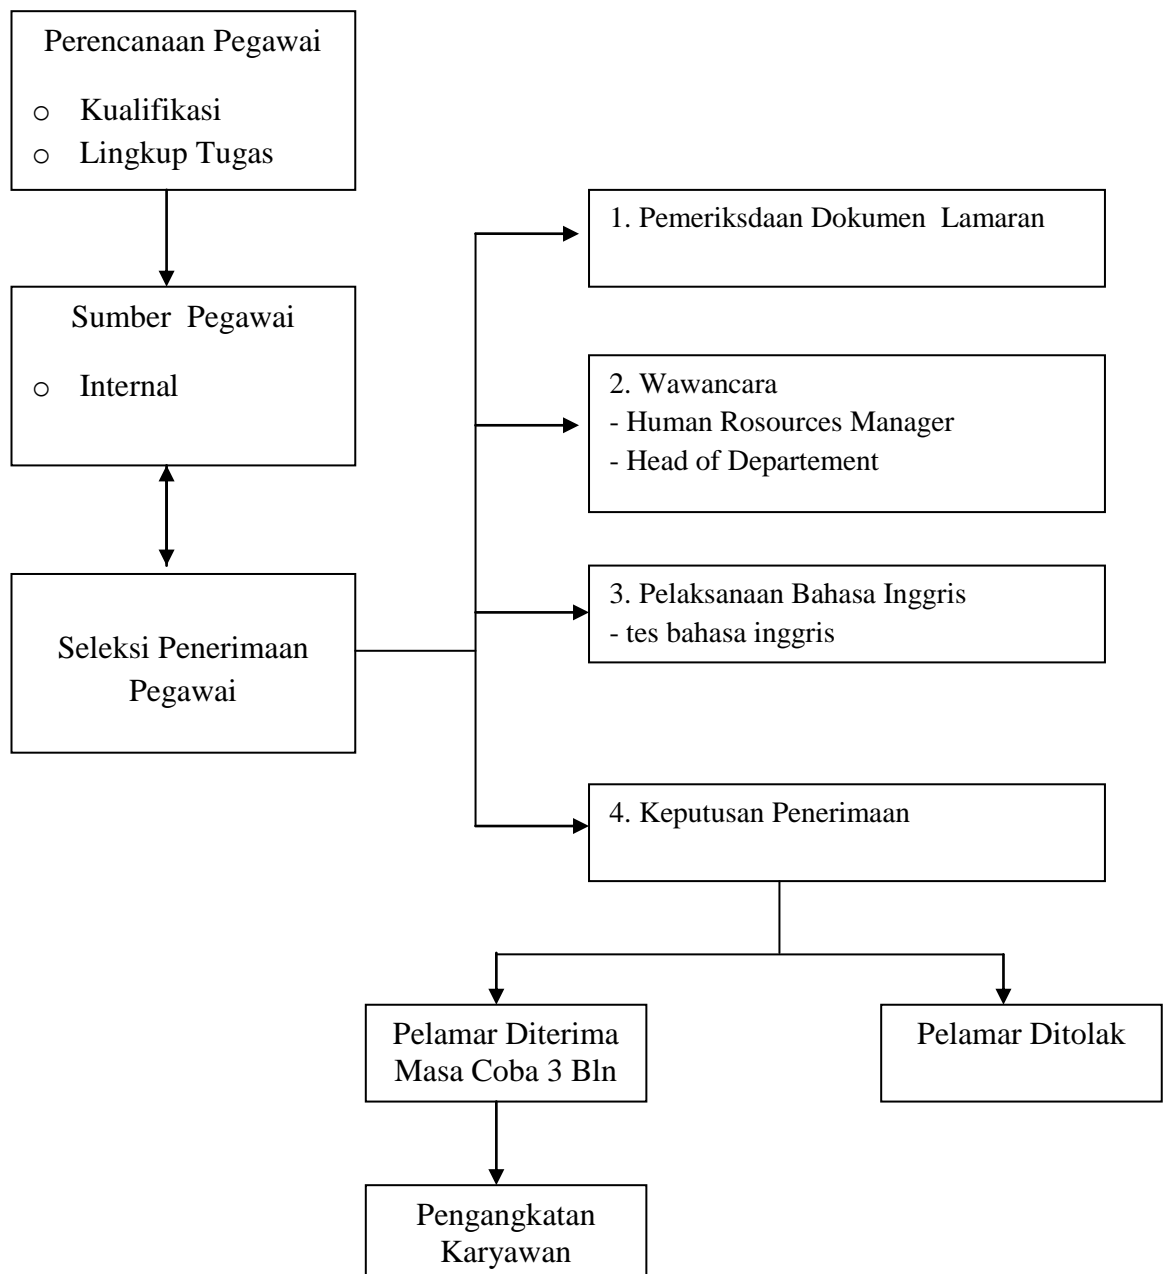 Perencanaan Pegawai
o Kualifikasi
o Lingkup Tugas
Sumber Pegawai
o Internal
Seleksi Penerimaan
Pegawai
1. Pemeriksdaan Dokumen Lamaran
2. Wawancara
- Human Rosources Manager
- Head of Departement
3. Pelaksanaan Bahasa Inggris
- tes bahasa inggris
4. Keputusan Penerimaan
Pelamar Diterima
Masa Coba 3 Bln
Pelamar Ditolak
Pengangkatan
Karyawan